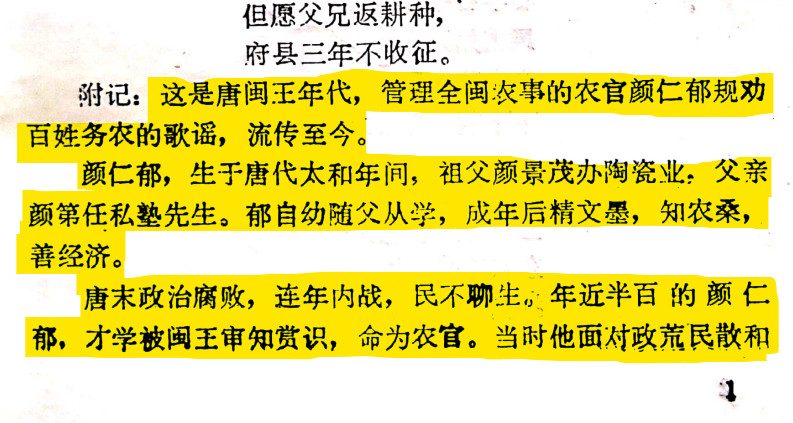 但愿父兄返耕种，
府县三年不收征。
附记：这是唐闽王年代，管理全闽农事的农官颜仁郁规劝
百姓务农的歌谣，流传至今。
颜仁郁，生于唐代太和年间，祖父颜景茂办陶瓷业。父亲
颜第任私塾先生。郁自幼随父从学，成年后精文墨，知农桑，
善经济。
唐末政治腐败，连年内战，民不聊生。年近半百的颜仁
郁，才学被闽王审知赏识，命为农官。当时他面对政荒民散和
1